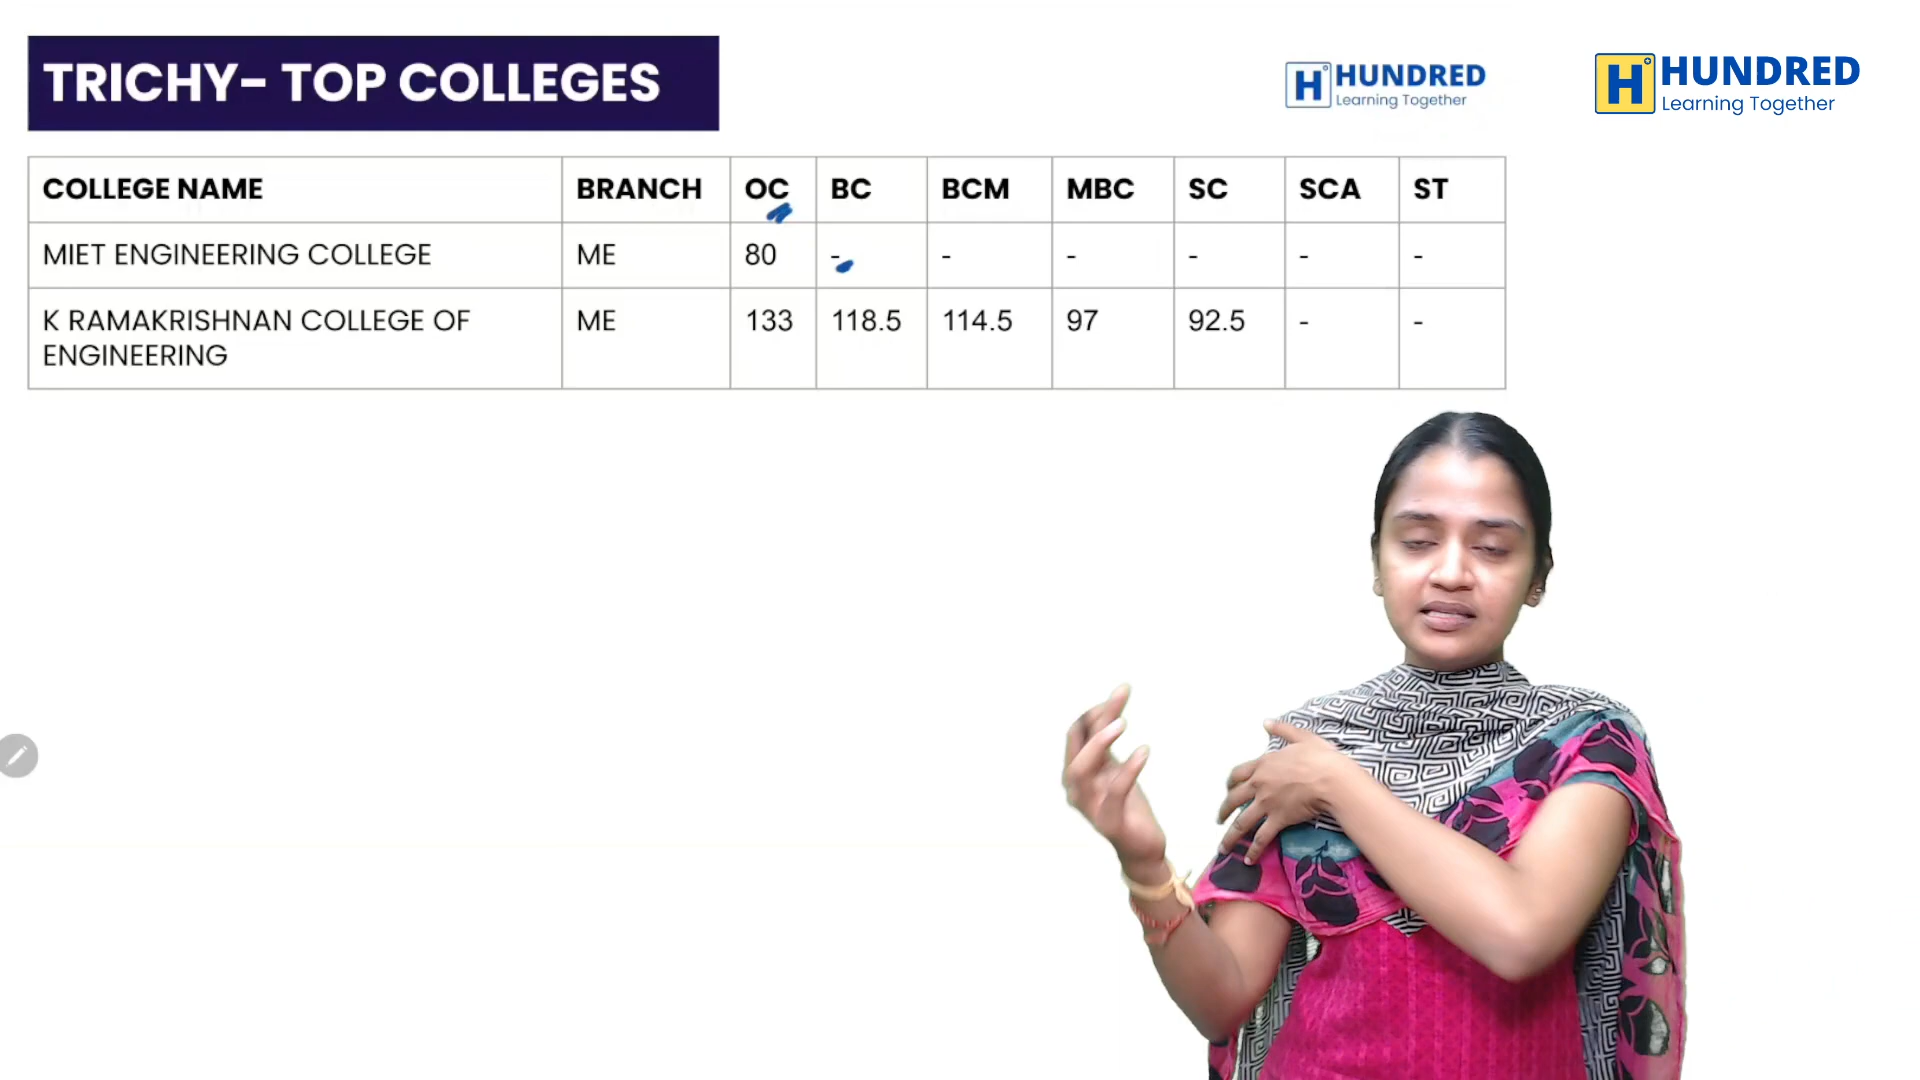 TRICHY- TOP COLLEGES
H° HUNDRED
Learning Together
H° HUNDRED
Learning Together
COLLEGE NAME BRANCH OC BC BCM MBC SC SCA ST
MIET ENGINEERING COLLEGE ME 80 - - - - - -
K RAMAKRISHNAN COLLEGE OF ME 133 118.5 114.5 97 92.5 - -
ENGINEERING